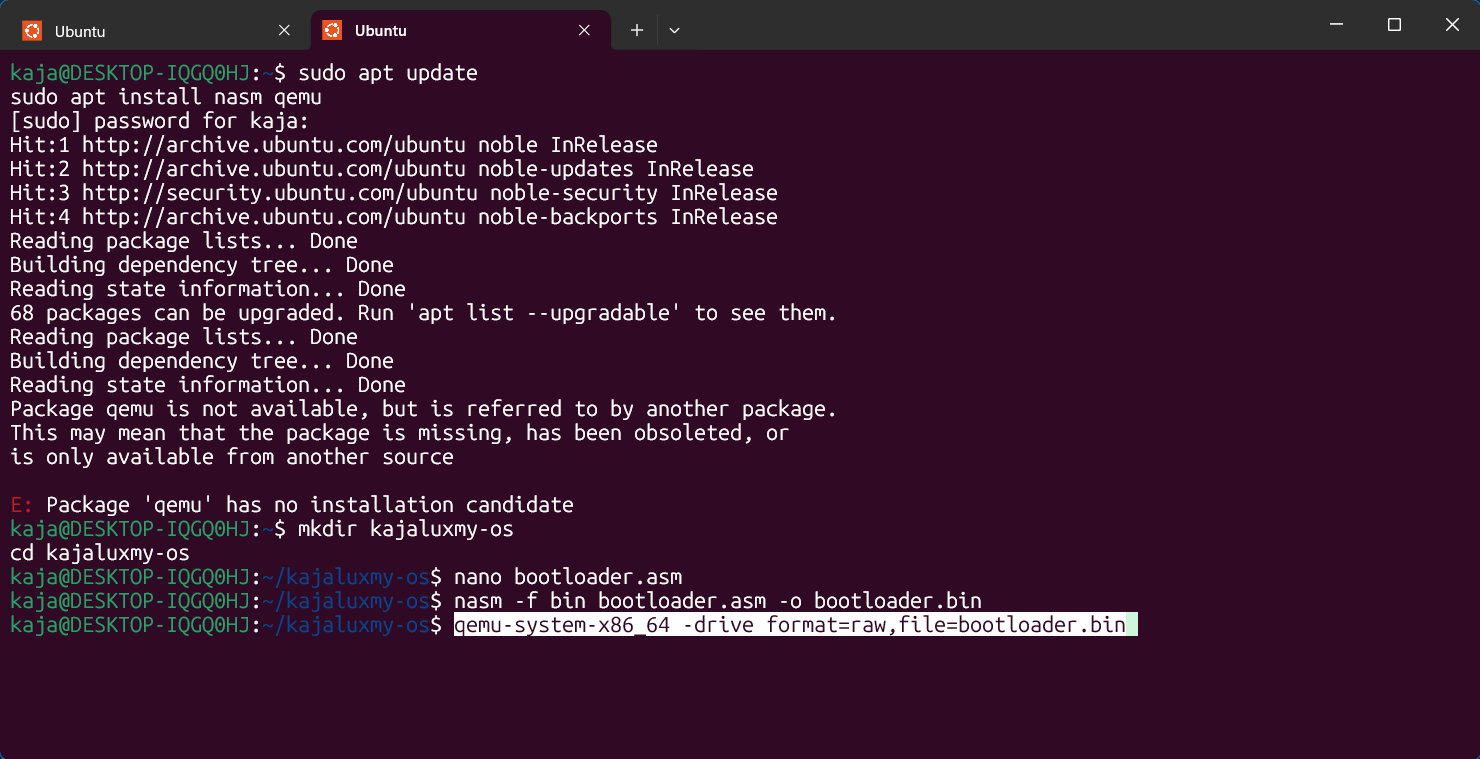 Ubuntu
Ubuntu
kaja@DESKTOP-IQGQ0HJ:~$ sudo apt update
sudo apt install nasm qemu
[sudo] password for kaja:
Hit:1 http://archive.ubuntu.com/ubuntu noble InRelease
Hit:2 http://archive.ubuntu.com/ubuntu noble-updates InRelease
Hit:3 http://security.ubuntu.com/ubuntu noble-security InRelease
Hit:4 http://archive.ubuntu.com/ubuntu noble-backports InRelease
Reading package lists... Done
Building dependency tree... Done
Reading state information... Done
68 packages can be upgraded. Run 'apt list --upgradable' to see them.
Reading package lists... Done
Building dependency tree... Done
Reading state information... Done
Package qemu is not available, but is referred to by another package.
This may mean that the package is missing, has been obsoleted, or
is only available from another source
E: Package 'qemu' has no installation candidate
kaja@DESKTOP-IQGQ0HJ:~$ mkdir kajaluxmy-os
cd kajaluxmy-os
kaja@DESKTOP-IQGQ0HJ:~/kajaluxmy-os$ nano bootloader.asm
kaja@DESKTOP-IQGQ0HJ:~/kajaluxmy-os$ nasm -f bin bootloader.asm -o bootloader.bin
kaja@DESKTOP-IQGQ0HJ:~/kajaluxmy-os$ qemu-system-x86_64 -drive format=raw,file=bootloader.bin